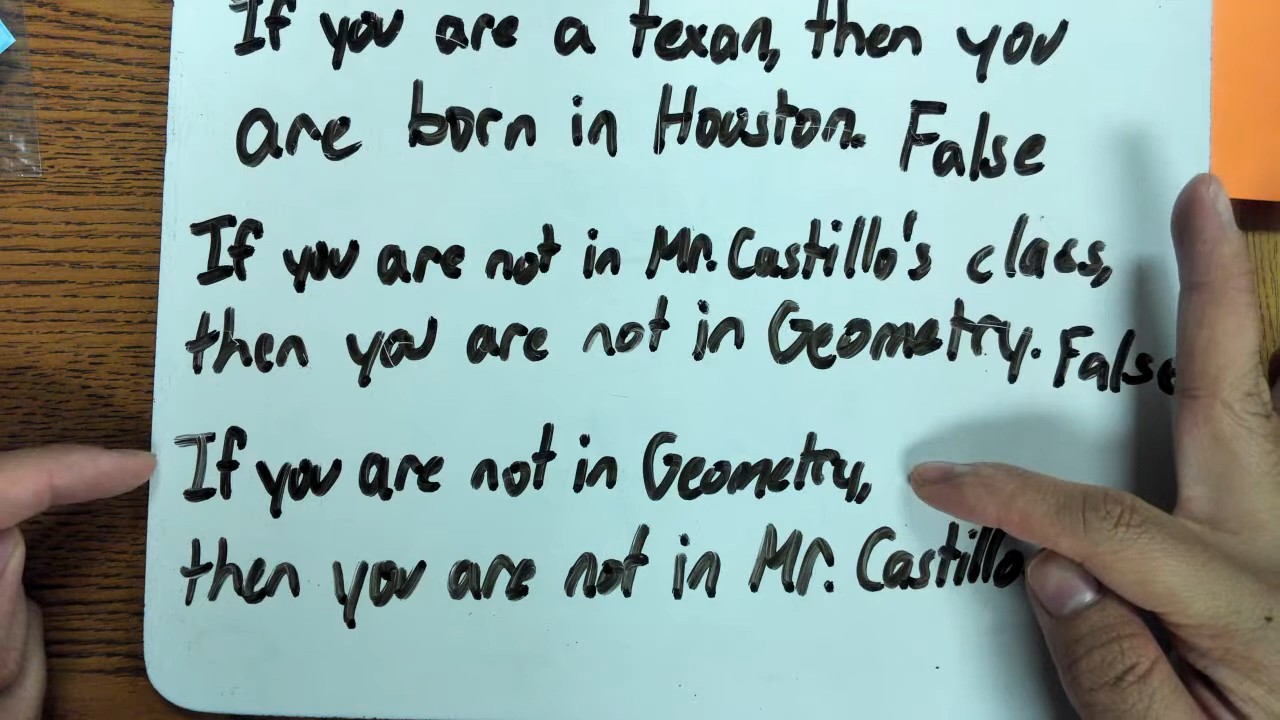 If you are a Texan, then you
are born in Houston. False
If you are not in Mr. Castillo's class,
then you are not in Geometry. False
If you are not in Geometry,
then you are not in Mr. Castillo